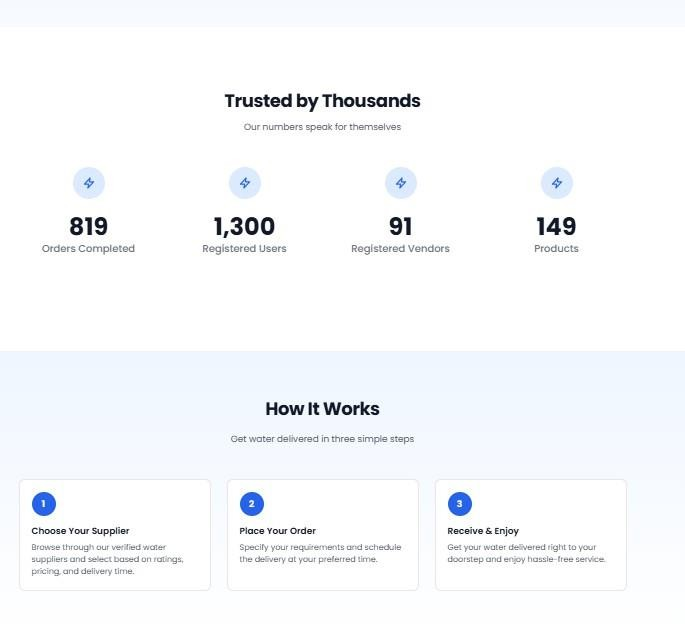 Trusted by Thousands
Our numbers speak for themselves
819
Orders Completed
1,300
Registered Users
91
Registered Vendors
149
Products
How It Works
Get water delivered in three simple steps
1
Choose Your Supplier
Browse through our verified water
suppliers and select based on ratings,
pricing, and delivery time.
2
Place Your Order
Specify your requirements and schedule
the delivery at your preferred time.
3
Receive & Enjoy
Get your water delivered right to your
doorstep and enjoy hassle-free service.